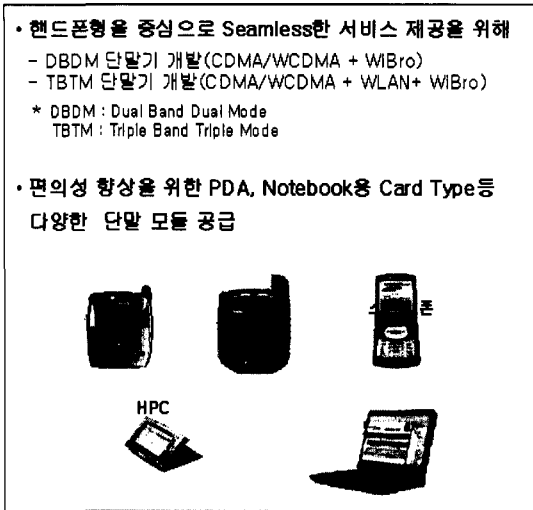 • 핸드폰형을 중심으로 Seamless한 서비스 제공을 위해
- DBDM 단말기 개발(CDMA/WCDMA + WiBro)
- TBTM 단말기 개발(CDMA/WCDMA + WLAN+ WiBro)
* DBDM : Dual Band Dual Mode
TBTM : Triple Band Triple Mode
• 편의성 향상을 위한 PDA, Notebook용 Card Type등
다양한 단말 모듈 공급
폰
HPC